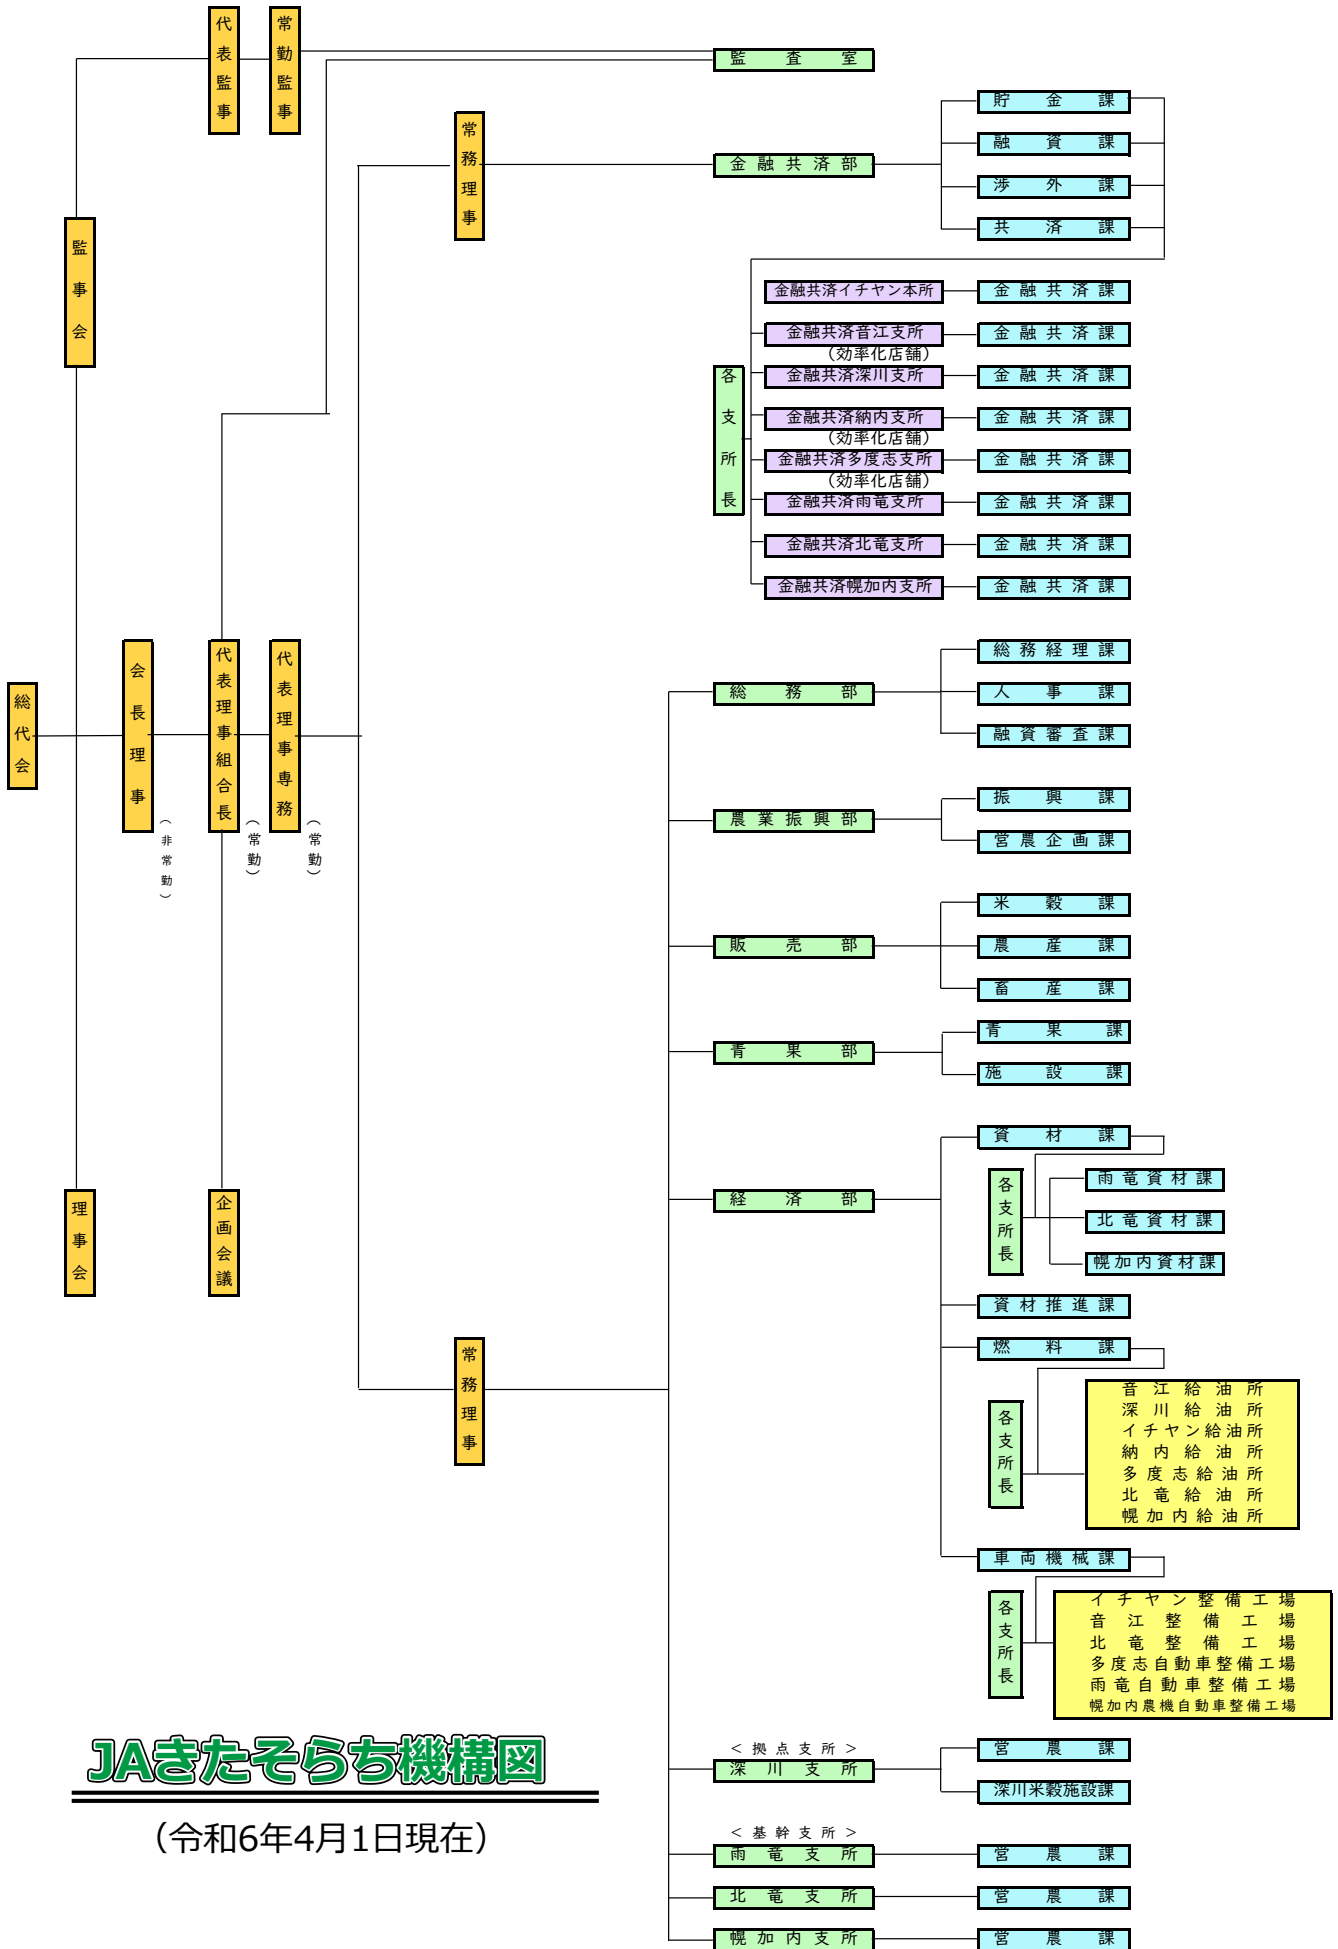 代表監事
常勤監事
監査室
常務理事
金融共済部
貯金課
融資課
渉外課
共済課
監事会
各支所長
金融共済イチヤン本所
金融共済課
金融共済音江支所
(効率化店舗)
金融共済課
金融共済深川支所
金融共済課
金融共済納内支所
(効率化店舗)
金融共済課
金融共済多度志支所
(効率化店舗)
金融共済課
金融共済雨竜支所
金融共済課
金融共済北竜支所
金融共済課
金融共済幌加内支所
金融共済課
総代会
会長理事
(非常勤)
代表理事組合長
(常勤)
代表理事専務
(常勤)
総務部
総務経理課
人事課
融資審査課
農業振興部
振興課
営農企画課
販売部
米穀課
農産課
畜産課
青果部
青果課
施設課
理事会
企画会議
常務理事
経済部
資材課
各支所長
雨竜資材課
北竜資材課
幌加内資材課
資材推進課
燃料課
各支所長
音江給油所
深川給油所
イチヤン給油所
納内給油所
多度志給油所
北竜給油所
幌加内給油所
車両機械課
各支所長
イチヤン整備工場
音江整備工場
北竜整備工場
多度志自動車整備工場
雨竜自動車整備工場
幌加内農機自動車整備工場
<拠点支所>
深川支所
営農課
深川米穀施設課
<基幹支所>
雨竜支所
営農課
北竜支所
営農課
幌加内支所
営農課
JAきたそらち機構図
(令和6年4月1日現在)